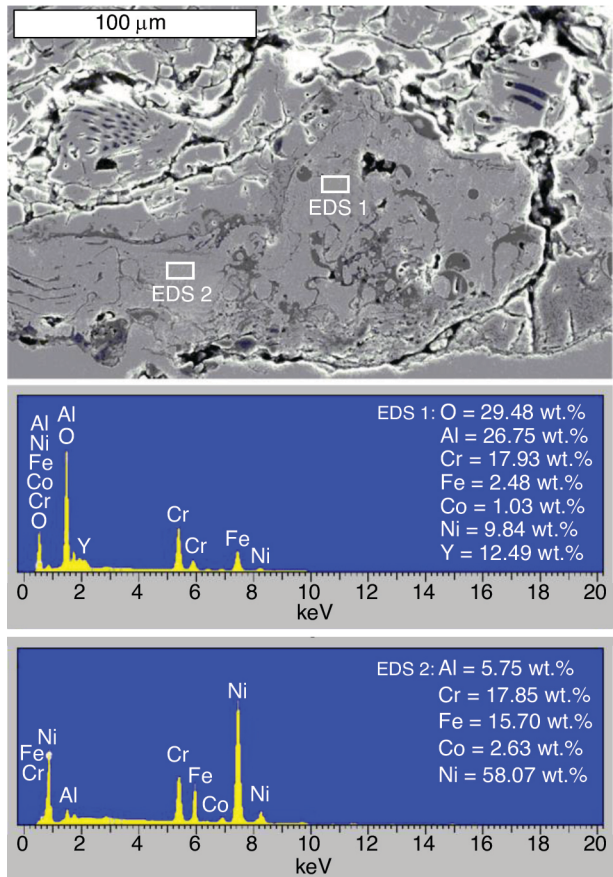 100 μm
EDS 1
EDS 2
Al
Ni
Fe
Co
Cr
O
Al
O
Y
Cr
Cr
Fe
Ni
EDS 1: O = 29.48 wt.%
Al = 26.75 wt.%
Cr = 17.93 wt.%
Fe = 2.48 wt.%
Co = 1.03 wt.%
Ni = 9.84 wt.%
Y = 12.49 wt.%
0 2 4 6 8 10 12 14 16 18 20
keV keV
Ni
Fe
Cr
Al
Cr
Fe
Co
Ni
Ni
EDS 2: Al = 5.75 wt.%
Cr = 17.85 wt.%
Fe = 15.70 wt.%
Co = 2.63 wt.%
Ni = 58.07 wt.%
0 2 4 6 8 10 12 14 16 18 20
keV keV